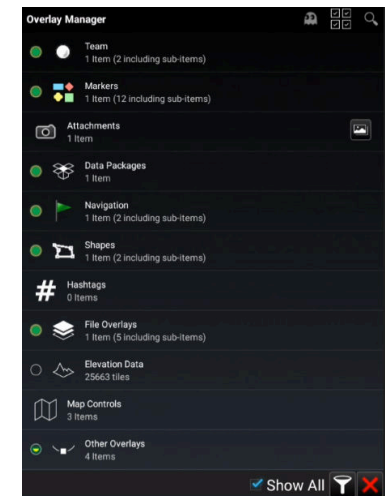 Overlay Manager
Team
1 Item (2 including sub-items)
Markers
1 Item (12 including sub-items)
Attachments
1 Item
Data Packages
1 Item
Navigation
1 Item (2 including sub-items)
Shapes
1 Item (2 including sub-items)
Hashtags
0 Items
File Overlays
1 Item (5 including sub-items)
Elevation Data
25663 tiles
Map Controls
3 Items
Other Overlays
4 Items
Show All